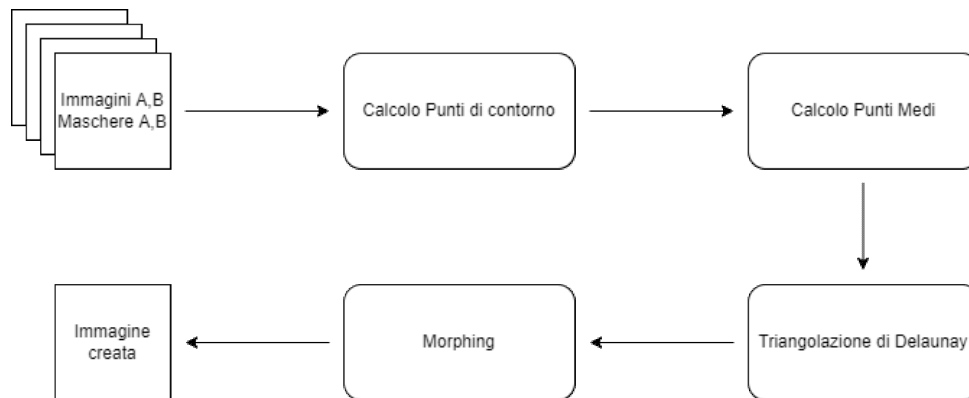 Immagini A,B
Maschere A,B
Calcolo Punti di contorno
Calcolo Punti Medi
Immagine
creata
Morphing
Triangolazione di Delaunay